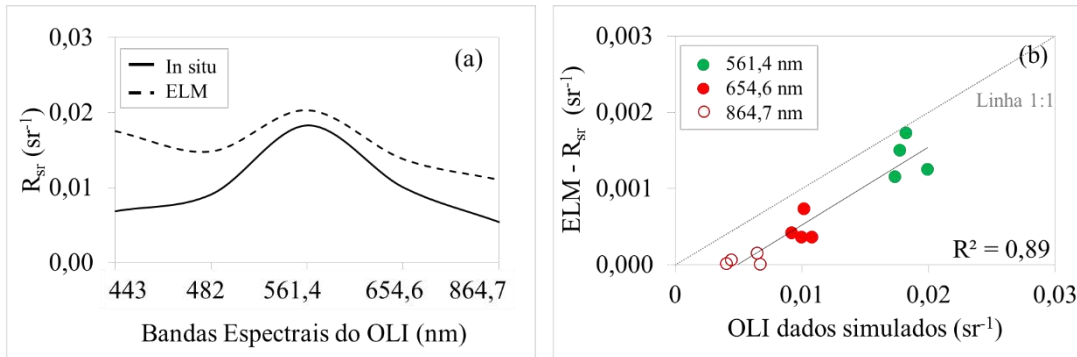 (a)
In situ
ELM
0,03
0,02
0,01
0,00
Rsr (sr-1)
443 482 561,4 654,6 864,7
Bandas Espectrais do OLI (nm)
(b)
561,4 nm
654,6 nm
864,7 nm
Linha 1:1
R² = 0,89
0,003
0,002
0,001
0,000
ELM - Rsr (sr-1)
0 0,01 0,02 0,03
OLI dados simulados (sr-1)